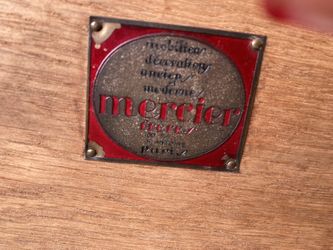 mobilier
décoration
ancien
moderne
mercier
frères
Paris